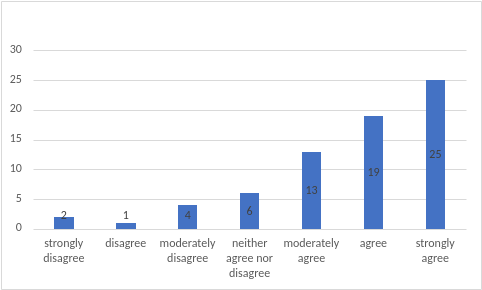 30
25
20
15
10
5
0
2
1
4
6
13
19
25
strongly disagree
disagree
moderately disagree
neither agree nor disagree
moderately agree
agree
strongly agree